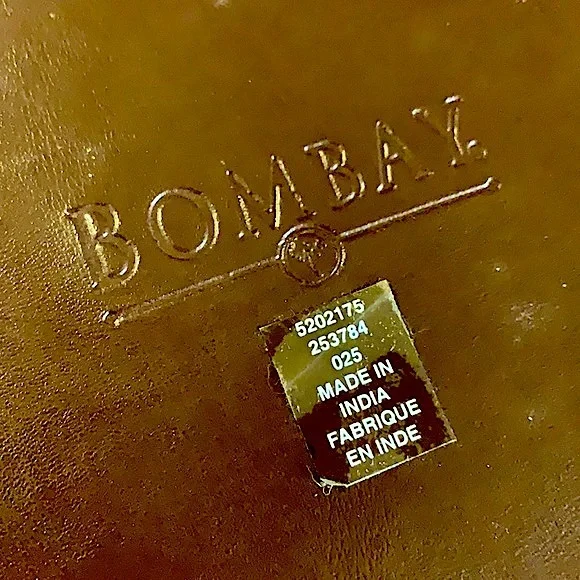 BOMBAY.
5202175
253784
025
MADE IN
INDIA
FABRIQUE
EN INDE